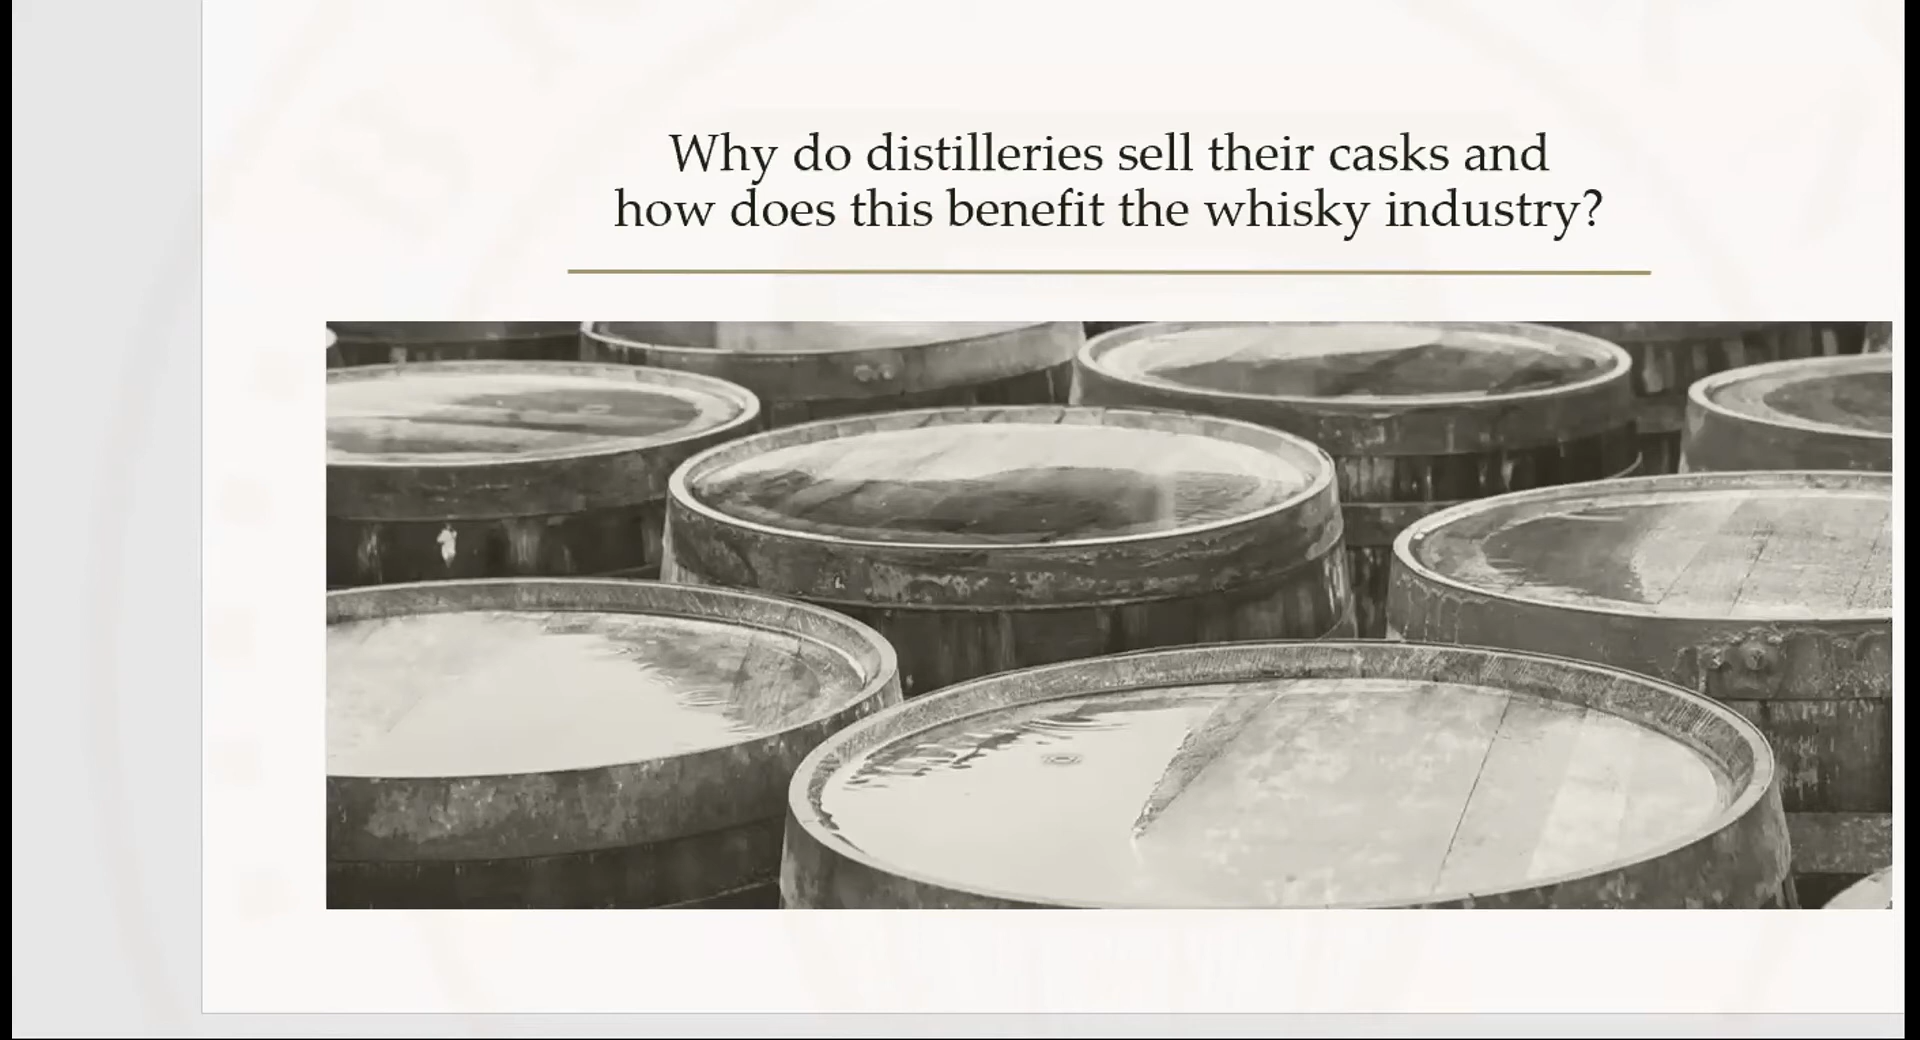 Why do distilleries sell their casks and
how does this benefit the whisky industry?